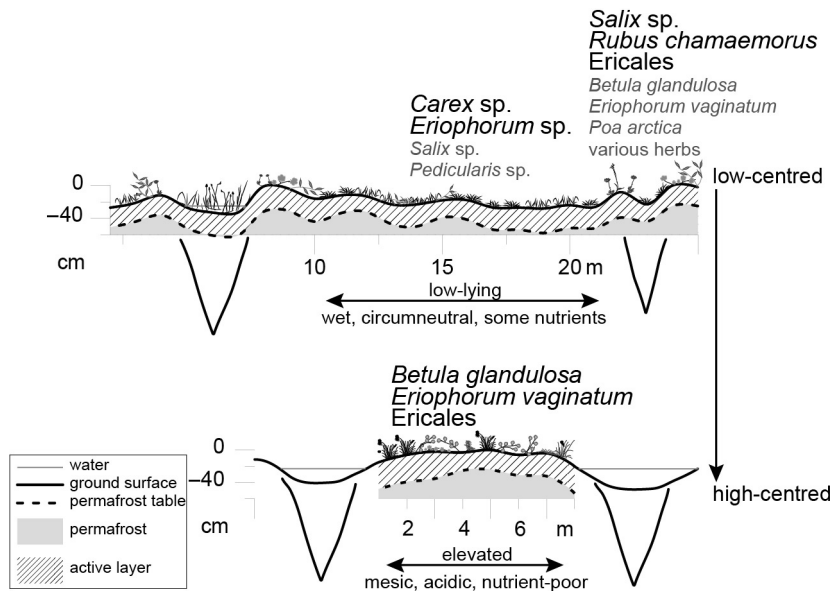 Salix sp.
Rubus chamaemorus
Ericales
Betula glandulosa
Eriophorum vaginatum
Poa arctica
various herbs
Carex sp.
Eriophorum sp.
Salix sp.
Pedicularis sp.
low-centred
0
−40
cm
10
15
20 m
low-lying
wet, circumneutral, some nutrients
Betula glandulosa
Eriophorum vaginatum
Ericales
0
−40
cm
2
4
6
m
high-centred
elevated
mesic, acidic, nutrient-poor
water
ground surface
permafrost table
permafrost
active layer